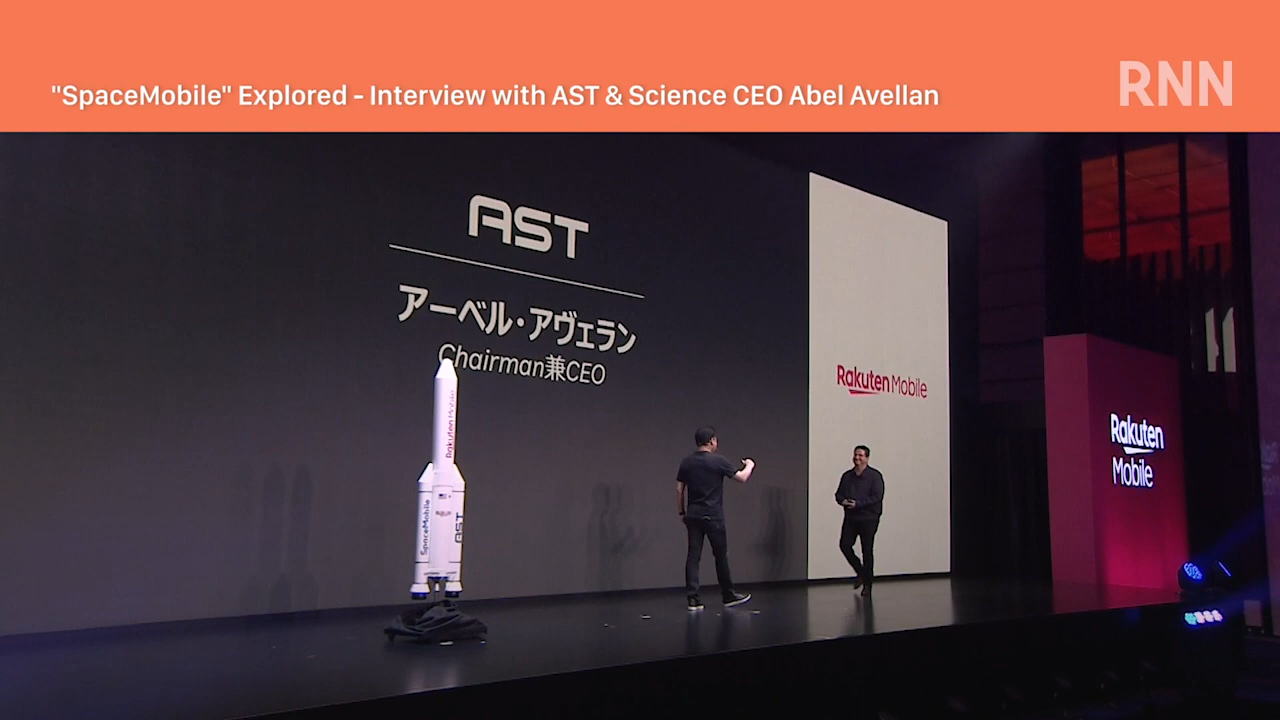 "SpaceMobile" Explored - Interview with AST & Science CEO Abel Avellan
RNN
AST
アーベル・アヴェラン
Chairman兼CEO
Rakuten Mobile
Rakuten
Mobile
Rakuten Mobile
SpaceMobile
AST